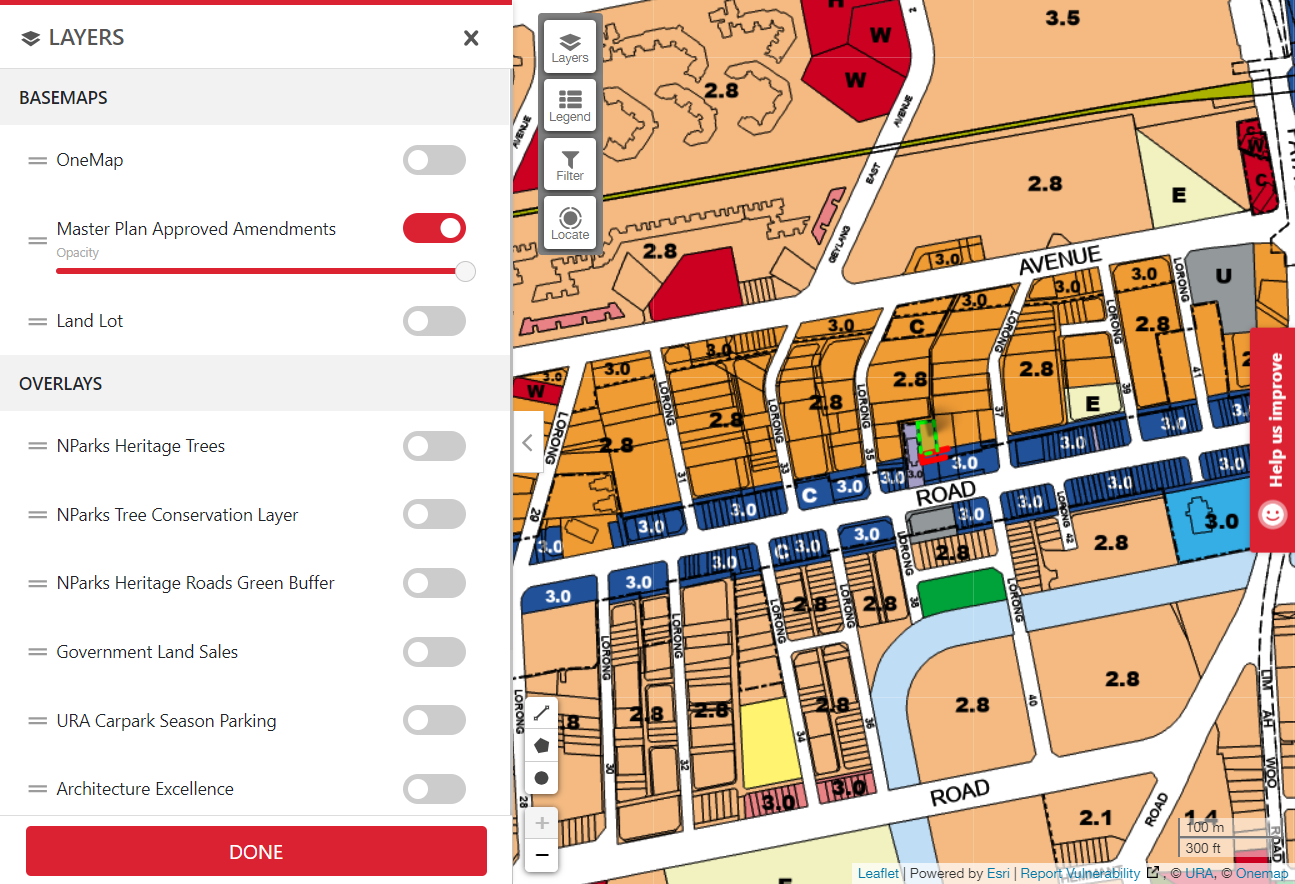 LAYERS
BASEMAPS
OneMap
Master Plan Approved Amendments
Opacity
Land Lot
OVERLAYS
NParks Heritage Trees
NParks Tree Conservation Layer
NParks Heritage Roads Green Buffer
Government Land Sales
URA Carpark Season Parking
Architecture Excellence
DONE
Layers
Legend
Filter
Locate
W
3.5
W
2.8
AVENUE
AVENUE
EAST
W
C
2.8
E
GEYLANG
2.8
3.0
AVENUE
LORONG
U
3.0
3.0
3.0
3.0
C
LORONG
LORONG
2.8
3.0
3.0
3.0
W
2.8
2.8
41
39
LORONG
LORONG
LORONG
2.8
2.8
E
37
LORONG
2.8
3.0
3.0
3.0
35
33
31
3.0
3.0
3.0
3.0
C
3.0
ROAD
3.0
3.0
29
3.0
3.0
3.0
3.0
LORONG
42
3.0
3.0
3.0
C
3.0
LORONG
2.8
2.8
3.0
3.0
2.8
2.8
LORONG
LORONG
LORONG
38
LORONG
LORONG
LORONG
2.8
2.8
40
LIM
AH
WOO
ROAD
2.8
2.8
2.8
36
34
32
30
28
3.0
3.0
ROAD
2.1
ROAD
1.4
Help us improve
100 m
300 ft
Leaflet | Powered by Esri | Report Vulnerability , © URA, © Onemap